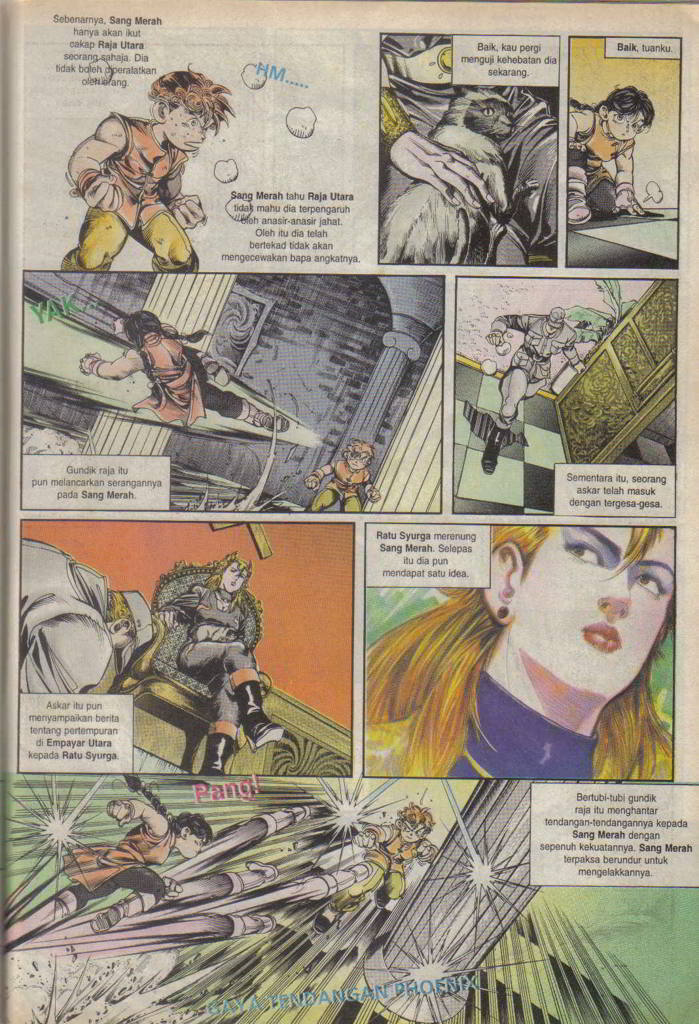 Sebenarnya, Sang Merah
hanya akan ikut
cakap Raja Utara
seorang sahaja. Dia
tidak boleh diperalatkan
oleh orang.
HM.....
Sang Merah tahu Raja Utara
tidak mahu dia terpengaruh
oleh anasir-anasir jahat.
Oleh itu dia telah
bertekad tidak akan
mengecewakan bapa angkatnya.
Baik, kau pergi
menguji kehebatan dia
sekarang.
Baik, tuanku.
YAK...
Gundik raja itu
pun melancarkan serangannya
pada Sang Merah.
Sementara itu, seorang
askar telah masuk
dengan tergesa-gesa.
Askar itu pun
menyampaikan berita
tentang pertempuran
di Empayar Utara
kepada Ratu Syurga.
Ratu Syurga merenung
Sang Merah. Selepas
itu dia pun
mendapat satu idea.
Pang!
Bertubi-tubi gundik
raja itu menghantar
tendangan-tendangannya kepada
Sang Merah dengan
sepenuh kekuatannya. Sang Merah
terpaksa berundur untuk
mengelakkannya.
GAYA TENDANGAN PHOENIX